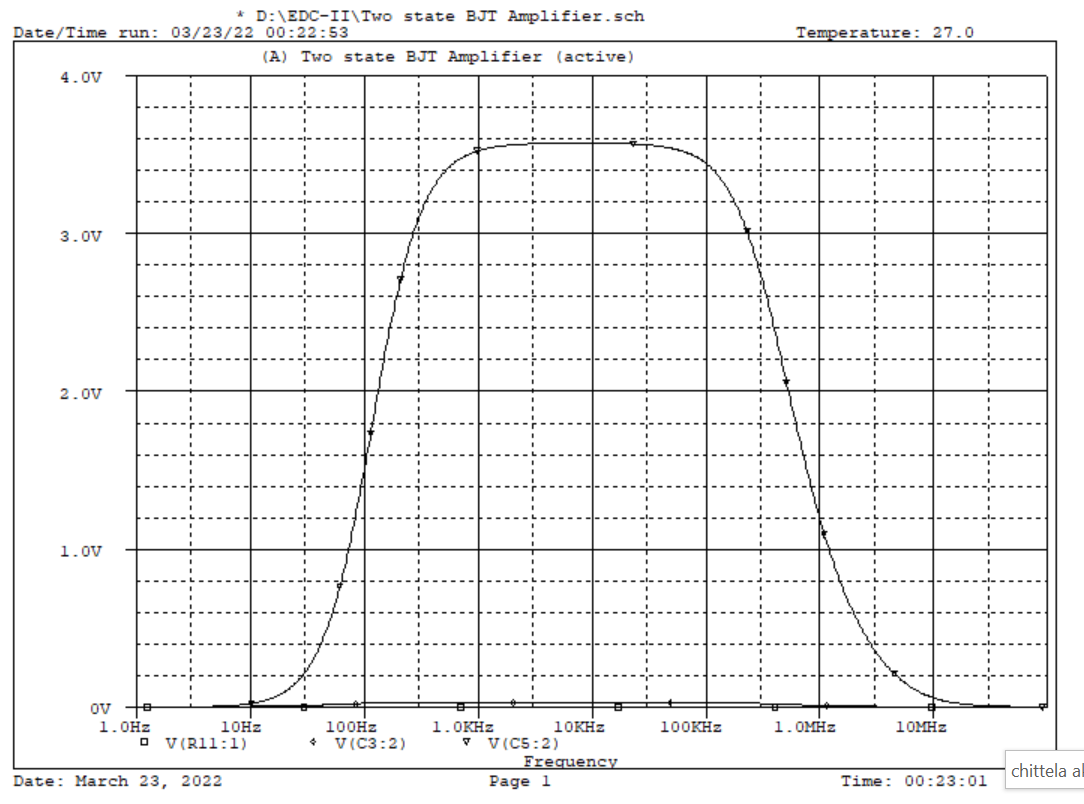 * D:\EDC-II\Two state BJT Amplifier.sch
Date/Time run: 03/23/22 00:22:53 Temperature: 27.0
(A) Two state BJT Amplifier (active)
4.0V
3.0V
2.0V
1.0V
0V
1.0Hz 10Hz 100Hz 1.0KHz 10KHz 100KHz 1.0MHz 10MHz
V(R11:1) V(C3:2) V(C5:2)
Frequency
Date: March 23, 2022 Page 1 Time: 00:23:01
chittela al